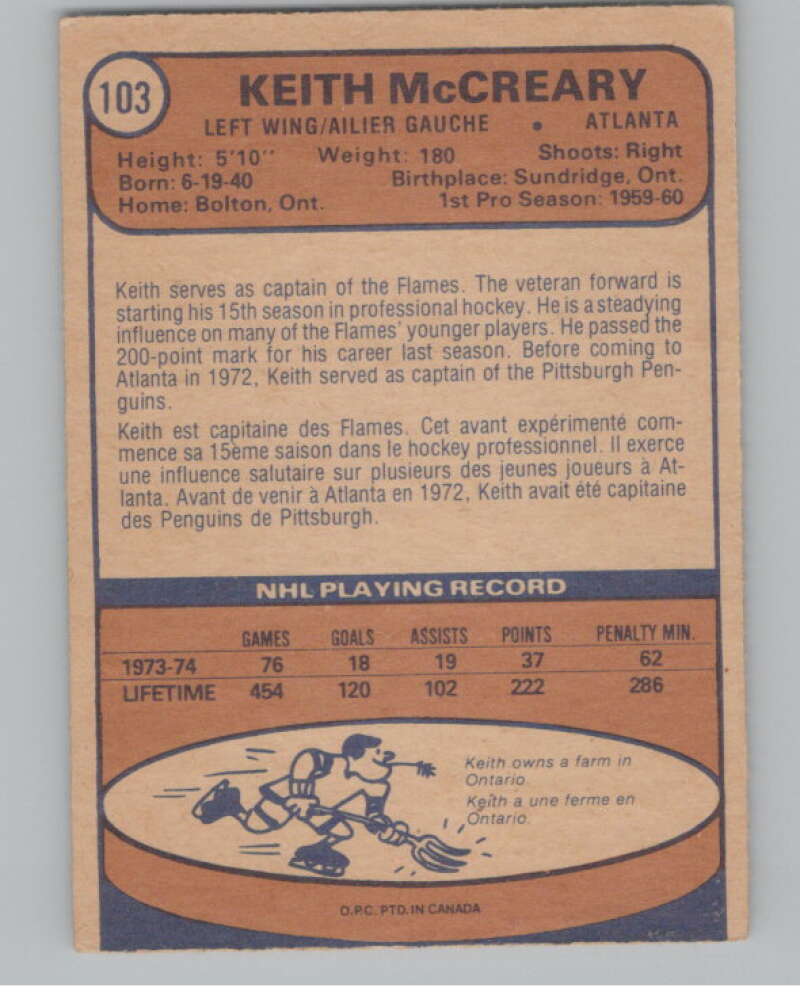 103
KEITH McCREARY
LEFT WING/AILIER GAUCHE • ATLANTA
Height: 5'10'' Weight: 180 Shoots: Right
Born: 6-19-40 Birthplace: Sundridge, Ont.
Home: Bolton, Ont. 1st Pro Season: 1959-60
Keith serves as captain of the Flames. The veteran forward is
starting his 15th season in professional hockey. He is a steadying
influence on many of the Flames' younger players. He passed the
200-point mark for his career last season. Before coming to
Atlanta in 1972, Keith served as captain of the Pittsburgh Pen-
guins.
Keith est capitaine des Flames. Cet avant expérimenté com-
mence sa 15ème saison dans le hockey professionnel. Il exerce
une influence salutaire sur plusieurs des jeunes joueurs à At-
lanta. Avant de venir à Atlanta en 1972, Keith avait été capitaine
des Penguins de Pittsburgh.
NHL PLAYING RECORD
GAMES GOALS ASSISTS POINTS PENALTY MIN.
1973-74 76 18 19 37 62
LIFETIME 454 120 102 222 286
Keith owns a farm in
Ontario.
Keith a une ferme en
Ontario.
O.P.C. PTD. IN CANADA